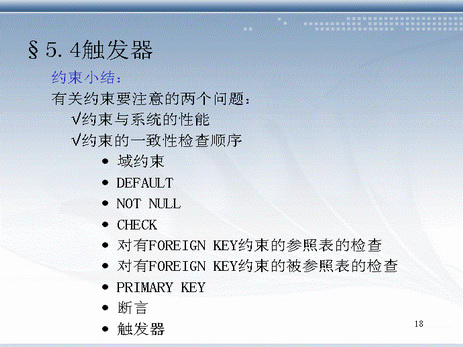 §5.4触发器
约束小结：
有关约束要注意的两个问题：
√约束与系统的性能
√约束的一致性检查顺序
• 域约束
• DEFAULT
• NOT NULL
• CHECK
• 对有FOREIGN KEY约束的参照表的检查
• 对有FOREIGN KEY约束的被参照表的检查
• PRIMARY KEY
• 断言
• 触发器
18